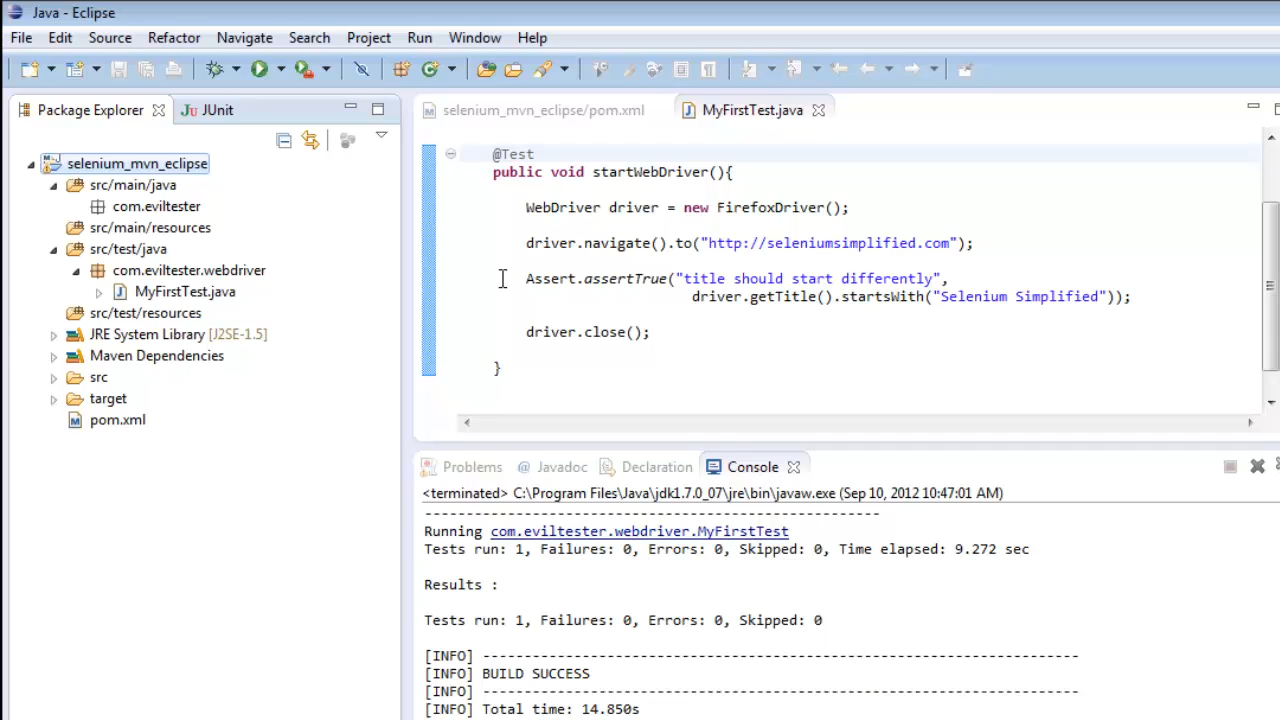 Java - Eclipse
File Edit Source Refactor Navigate Search Project Run Window Help
Package Explorer
JUnit
selenium_mvn_eclipse
src/main/java
com.eviltester
src/main/resources
src/test/java
com.eviltester.webdriver
MyFirstTest.java
src/test/resources
JRE System Library [J2SE-1.5]
Maven Dependencies
src
target
pom.xml
selenium_mvn_eclipse/pom.xml
MyFirstTest.java
@Test
public void startWebDriver(){
WebDriver driver = new FirefoxDriver();
driver.navigate().to("http://seleniumsimplified.com");
Assert.assertTrue("title should start differently",
driver.getTitle().startsWith("Selenium Simplified"));
driver.close();
}
Problems @ Javadoc Declaration Console
<terminated> C:\Program Files\Java\jdk1.7.0_07\jre\bin\javaw.exe (Sep 10, 2012 10:47:01 AM)
-------------------------------------------------------
Running com.eviltester.webdriver.MyFirstTest
Tests run: 1, Failures: 0, Errors: 0, Skipped: 0, Time elapsed: 9.272 sec
Results :
Tests run: 1, Failures: 0, Errors: 0, Skipped: 0
[INFO] ------------------------------------------------------------------------
[INFO] BUILD SUCCESS
[INFO] ------------------------------------------------------------------------
[INFO] Total time: 14.850s